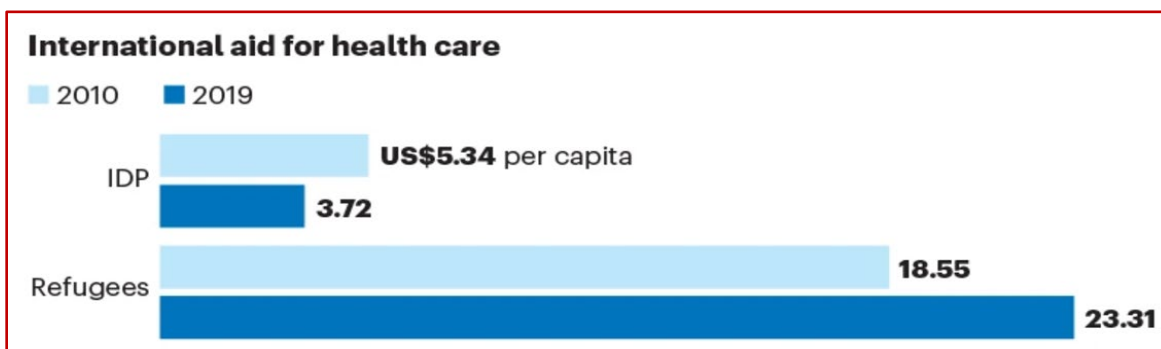 International aid for health care
2010 2019
IDP
US$5.34 per capita
3.72
Refugees
18.55
23.31